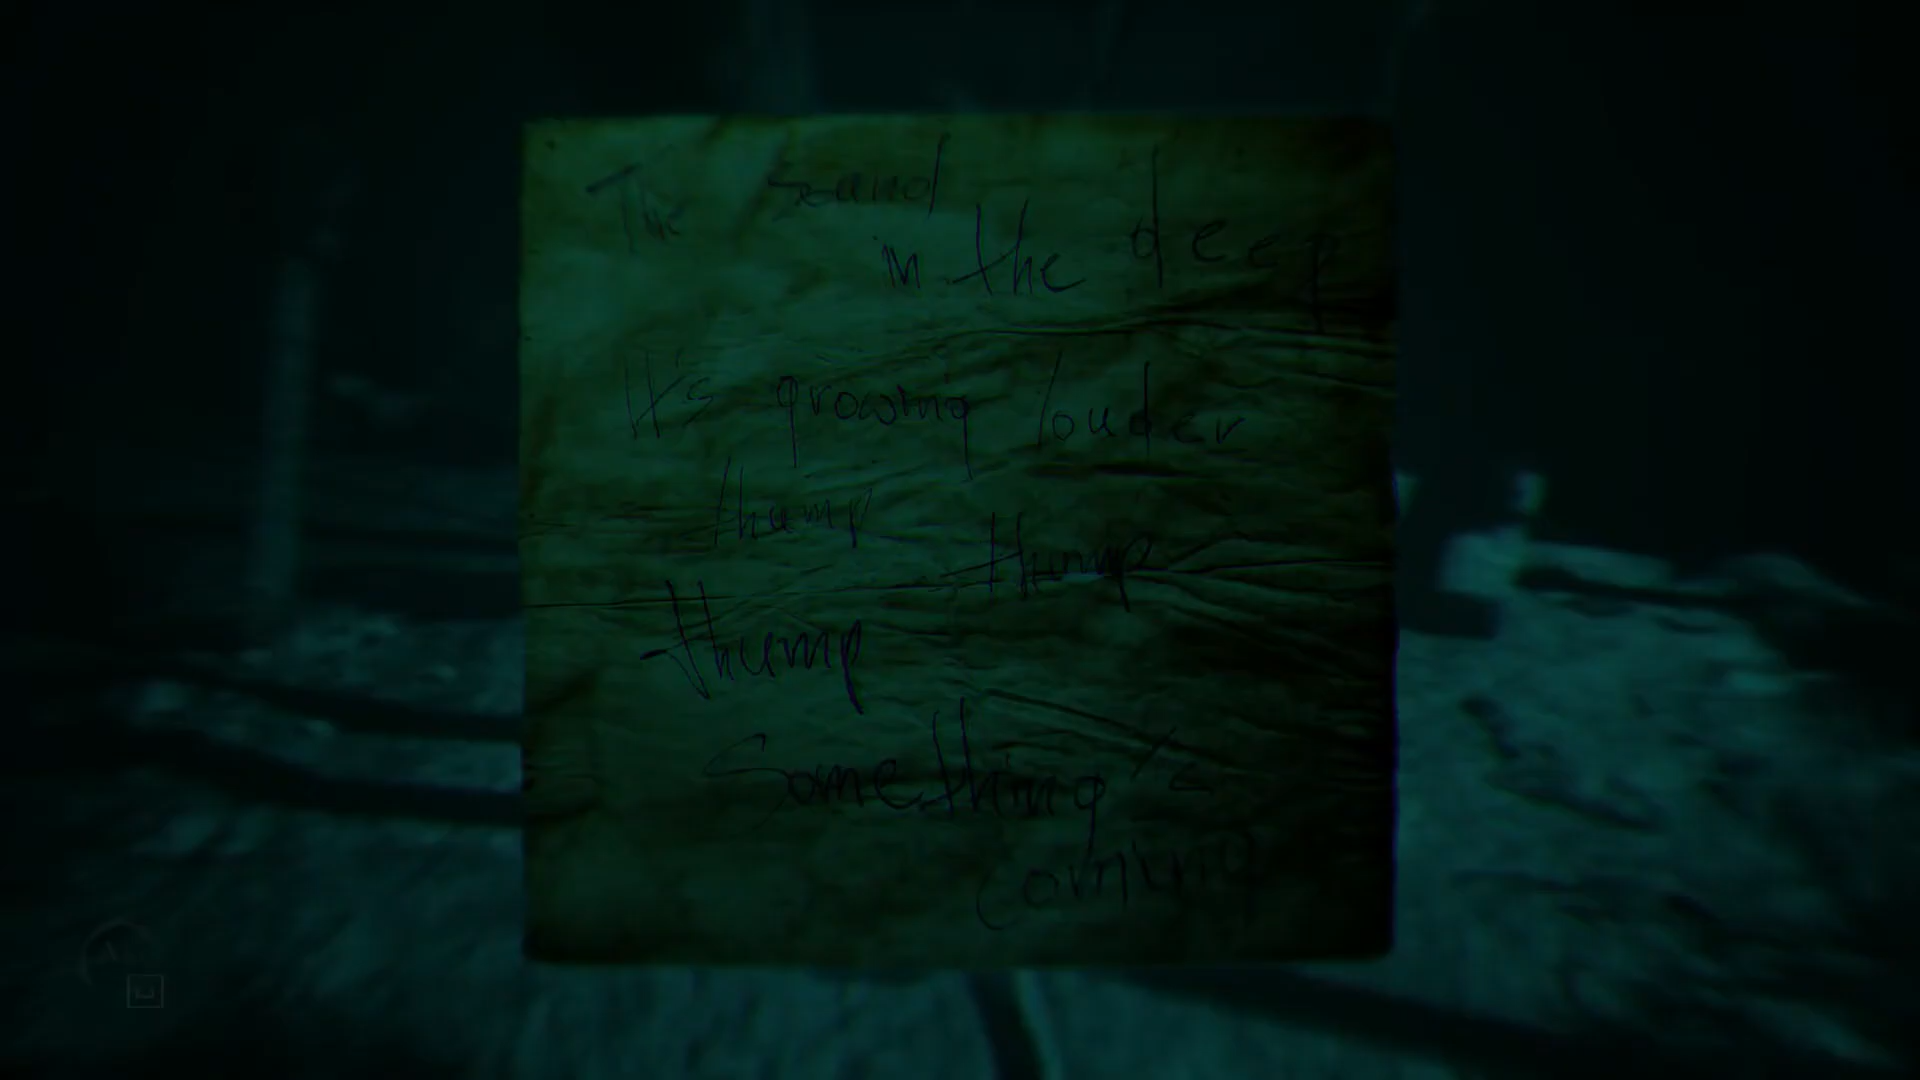 The sound
in the deep
It's growing louder
thump
thump
thump
Something's
coming